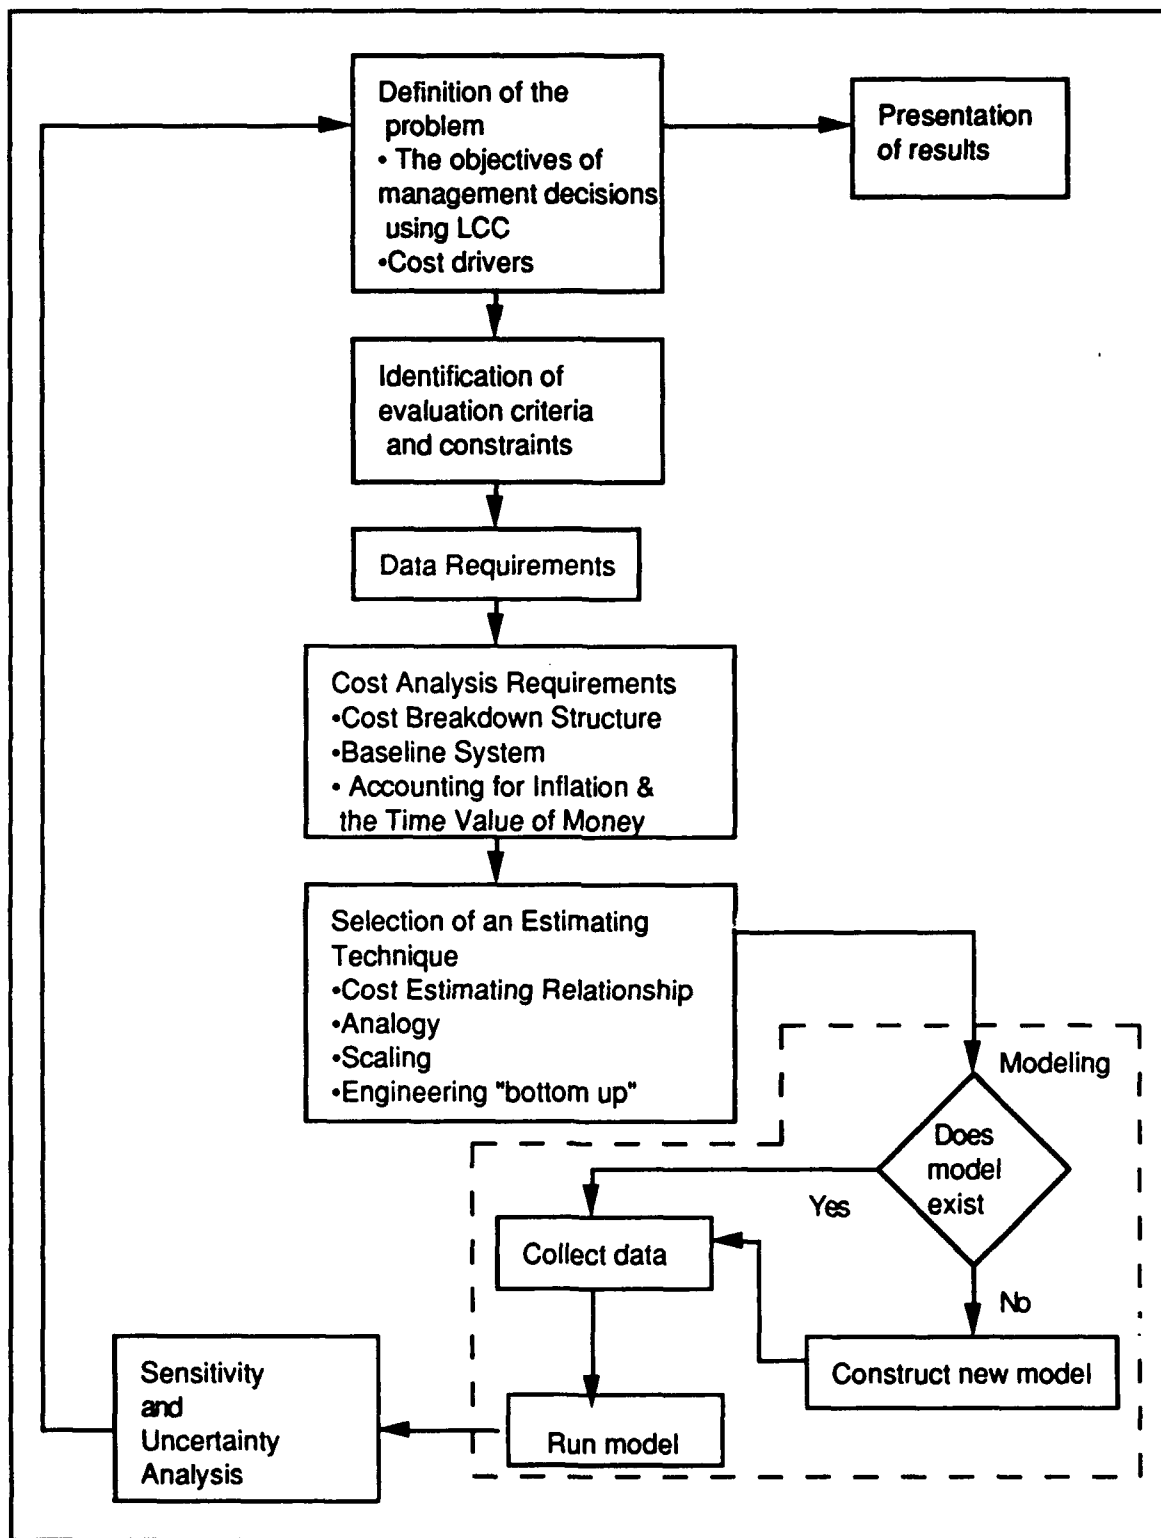 Definition of the
problem
• The objectives of
management decisions
using LCC
•Cost drivers
Presentation
of results
Identification of
evaluation criteria
and constraints
Data Requirements
Cost Analysis Requirements
•Cost Breakdown Structure
•Baseline System
• Accounting for Inflation &
the Time Value of Money
Selection of an Estimating
Technique
•Cost Estimating Relationship
•Analogy
•Scaling
•Engineering "bottom up"
Modeling
Does
model
exist
Yes
No
Collect data
Construct new model
Run model
Sensitivity
and
Uncertainty
Analysis